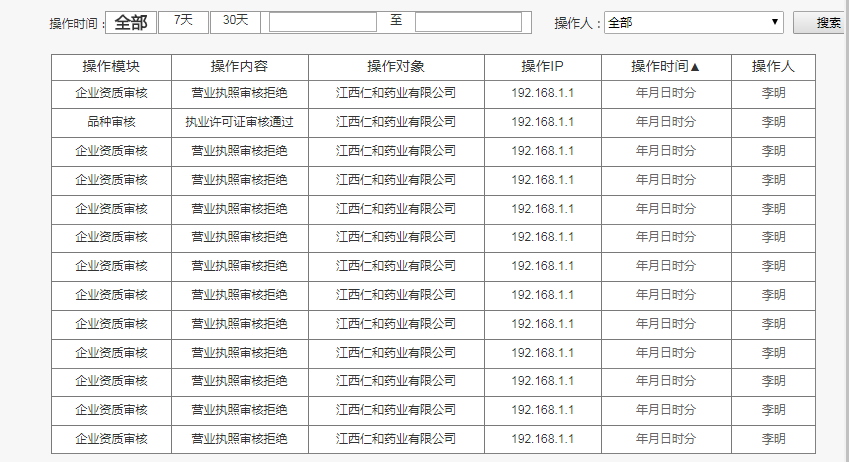 操作时间： 全部 7天 30天 至 操作人： 全部 ▼ 搜索
操作模块 操作内容 操作对象 操作IP 操作时间▲ 操作人
企业资质审核 营业执照审核拒绝 江西仁和药业有限公司 192.168.1.1 年月日时分 李明
品种审核 执业许可证审核通过 江西仁和药业有限公司 192.168.1.1 年月日时分 李明
企业资质审核 营业执照审核拒绝 江西仁和药业有限公司 192.168.1.1 年月日时分 李明
企业资质审核 营业执照审核拒绝 江西仁和药业有限公司 192.168.1.1 年月日时分 李明
企业资质审核 营业执照审核拒绝 江西仁和药业有限公司 192.168.1.1 年月日时分 李明
企业资质审核 营业执照审核拒绝 江西仁和药业有限公司 192.168.1.1 年月日时分 李明
企业资质审核 营业执照审核拒绝 江西仁和药业有限公司 192.168.1.1 年月日时分 李明
企业资质审核 营业执照审核拒绝 江西仁和药业有限公司 192.168.1.1 年月日时分 李明
企业资质审核 营业执照审核拒绝 江西仁和药业有限公司 192.168.1.1 年月日时分 李明
企业资质审核 营业执照审核拒绝 江西仁和药业有限公司 192.168.1.1 年月日时分 李明
企业资质审核 营业执照审核拒绝 江西仁和药业有限公司 192.168.1.1 年月日时分 李明
企业资质审核 营业执照审核拒绝 江西仁和药业有限公司 192.168.1.1 年月日时分 李明
企业资质审核 营业执照审核拒绝 江西仁和药业有限公司 192.168.1.1 年月日时分 李明